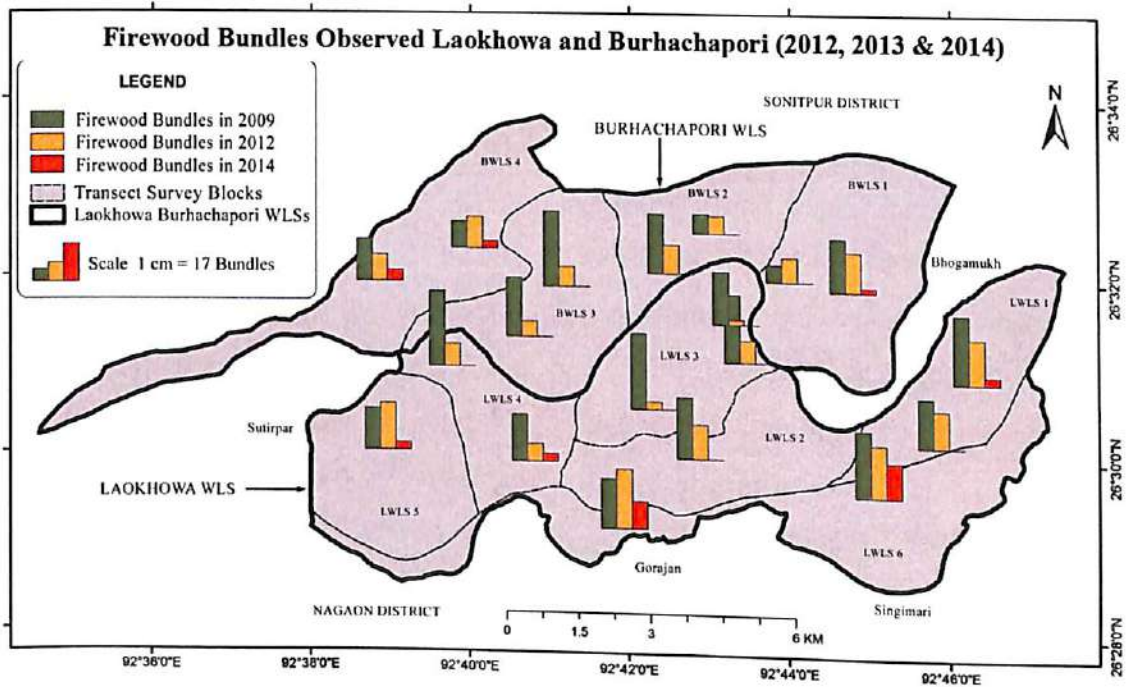 Firewood Bundles Observed Laokhowa and Burhachapori (2012, 2013 & 2014)
LEGEND
Firewood Bundles in 2009
Firewood Bundles in 2012
Firewood Bundles in 2014
Transect Survey Blocks
Laokhowa Burhachapori WLSs
Scale 1 cm = 17 Bundles
SONITPUR DISTRICT
N
BURHACHAPORI WLS
BWLS 4
BWLS 2
BWLS 1
Bhogamukh
LWLS 1
BWLS 3
LWLS 3
LWLS 4
Sutirpar
LWLS 2
LAOKHOWA WLS
LWLS 5
LWLS 6
Gorajan
Singimari
NAGAON DISTRICT
0 1.5 3 6 KM
92°36'0"E 92°38'0"E 92°40'0"E 92°42'0"E 92°44'0"E 92°46'0"E
26°34'0"N
26°32'0"N
26°30'0"N
26°28'0"N